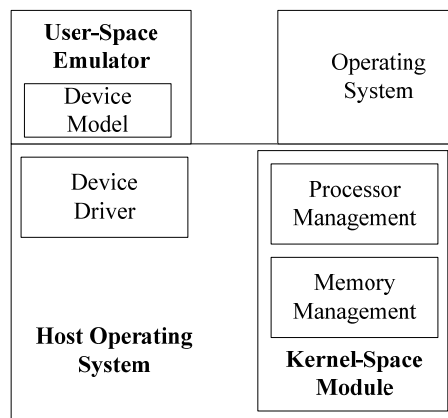 User-Space
Emulator
Device
Model
Operating
System
Device
Driver
Processor
Management
Memory
Management
Host Operating
System
Kernel-Space
Module